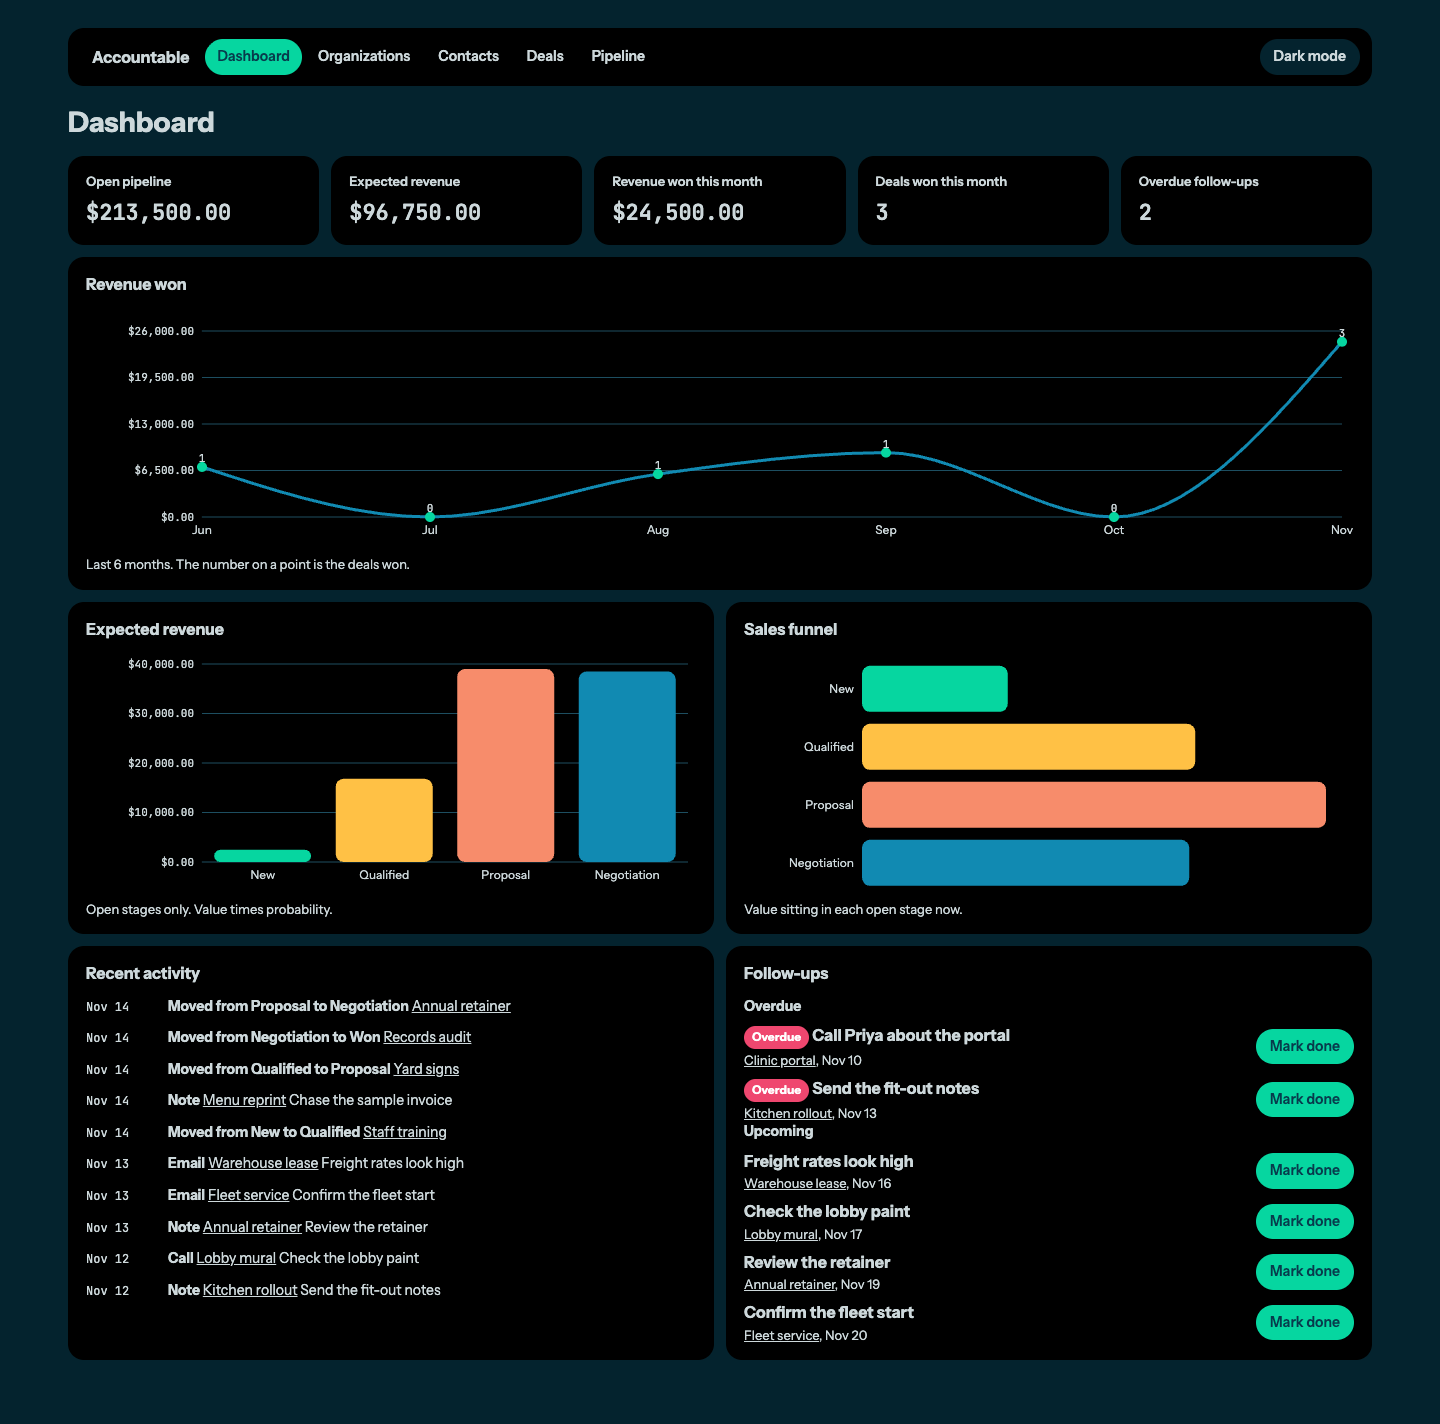 Accountable Dashboard Organizations Contacts Deals Pipeline Dark mode
Dashboard
Open pipeline
$213,500.00
Expected revenue
$96,750.00
Revenue won this month
$24,500.00
Deals won this month
3
Overdue follow-ups
2
Revenue won
$26,000.00
$19,500.00
$13,000.00
$6,500.00
$0.00
1
0
1
1
0
3
Jun Jul Aug Sep Oct Nov
Last 6 months. The number on a point is the deals won.
Expected revenue
$40,000.00
$30,000.00
$20,000.00
$10,000.00
$0.00
New Qualified Proposal Negotiation
Open stages only. Value times probability.
Sales funnel
New
Qualified
Proposal
Negotiation
Value sitting in each open stage now.
Recent activity
Nov 14 Moved from Proposal to Negotiation Annual retainer
Nov 14 Moved from Negotiation to Won Records audit
Nov 14 Moved from Qualified to Proposal Yard signs
Nov 14 Note Menu reprint Chase the sample invoice
Nov 14 Moved from New to Qualified Staff training
Nov 13 Email Warehouse lease Freight rates look high
Nov 13 Email Fleet service Confirm the fleet start
Nov 13 Note Annual retainer Review the retainer
Nov 12 Call Lobby mural Check the lobby paint
Nov 12 Note Kitchen rollout Send the fit-out notes
Follow-ups
Overdue
Overdue Call Priya about the portal
Clinic portal, Nov 10
Mark done
Overdue Send the fit-out notes
Kitchen rollout, Nov 13
Mark done
Upcoming
Freight rates look high
Warehouse lease, Nov 16
Mark done
Check the lobby paint
Lobby mural, Nov 17
Mark done
Review the retainer
Annual retainer, Nov 19
Mark done
Confirm the fleet start
Fleet service, Nov 20
Mark done